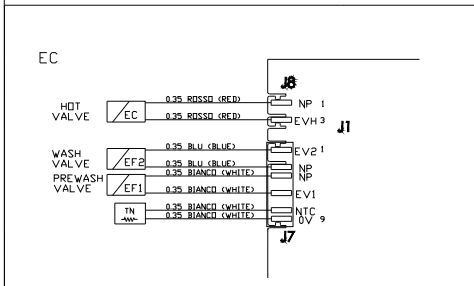 EC
J8
HOT
VALVE
EC
0.35 ROSSO (RED)
NP 1
0.35 ROSSO (RED)
EVH 3
J1
WASH
VALVE
EF2
0.35 BLU (BLUE)
EV2 1
0.35 BLU (BLUE)
NP
PREWASH
VALVE
EF1
0.35 BIANCO (WHITE)
NP
0.35 BIANCO (WHITE)
EV1
TN
0.35 BIANCO (WHITE)
NTC
0.35 BIANCO (WHITE)
0V 9
J7